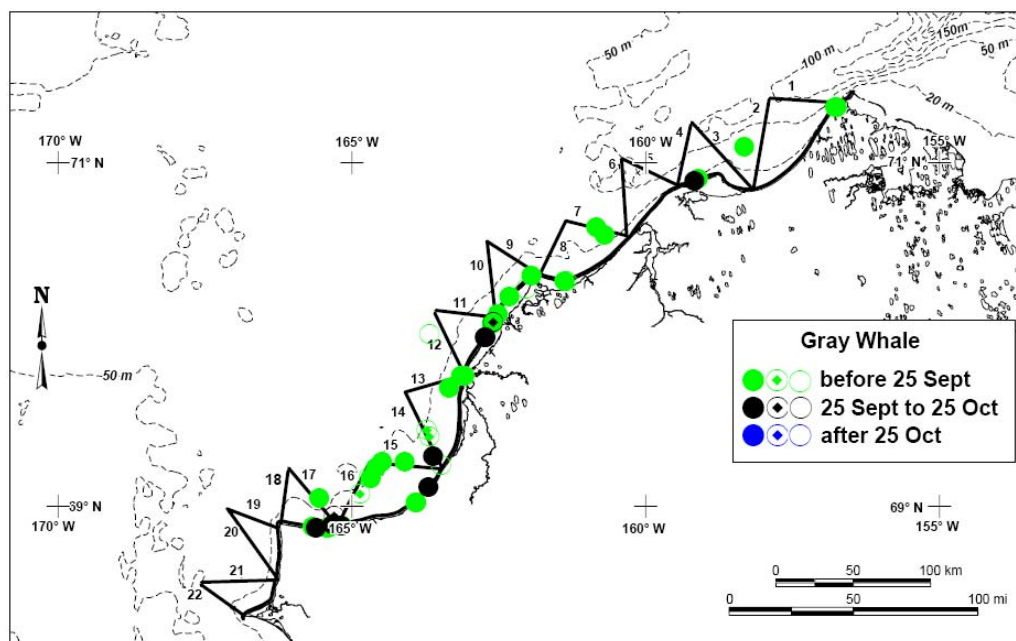 50 m
100 m
150m
50 m
20 m
1
2
3
4
5
6
7
8
9
10
11
12
13
14
15
16
17
18
19
20
21
22
170° W
71° N
165° W
160° W
155° W
71° N
N
50 m
Gray Whale
before 25 Sept
25 Sept to 25 Oct
after 25 Oct
170° W
69° N
165° W
160° W
69° N
155° W
0 50 100 km
0 50 100 mi